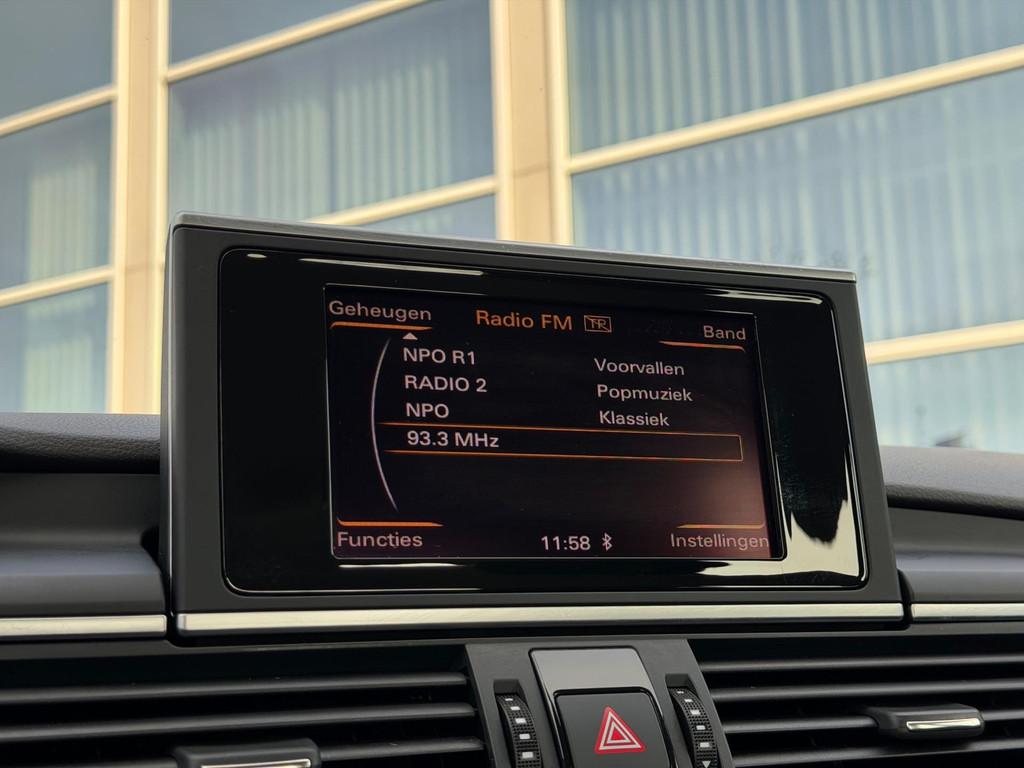 Geheugen Radio FM TP Band
NPO R1 Voorvallen
RADIO 2 Popmuziek
NPO Klassiek
93.3 MHz
Functies 11:58 Instellingen